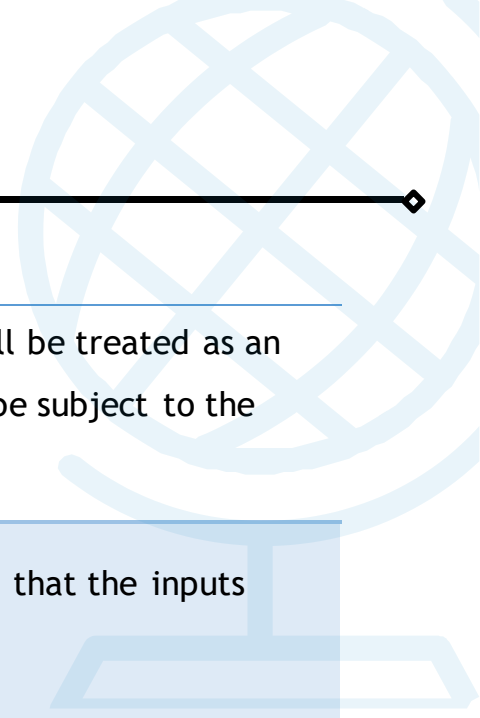 ll be treated as an
be subject to the
that the inputs